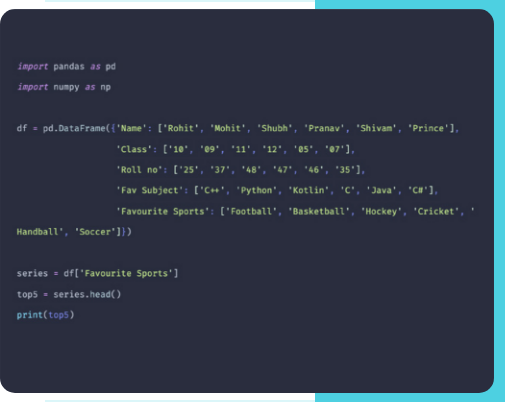 import pandas as pd
import numpy as np
df = pd.DataFrame({'Name': ['Rohit', 'Mohit', 'Shubh', 'Pranav', 'Shivam', 'Prince'],
'Class': ['10', '09', '11', '12', '05', '07'],
'Roll no': ['25', '37', '48', '47', '46', '35'],
'Fav Subject': ['C++', 'Python', 'Kotlin', 'C', 'Java', 'C#'],
'Favourite Sports': ['Football', 'Basketball', 'Hockey', 'Cricket', '
Handball', 'Soccer']})
series = df['Favourite Sports']
top5 = series.head()
print(top5)